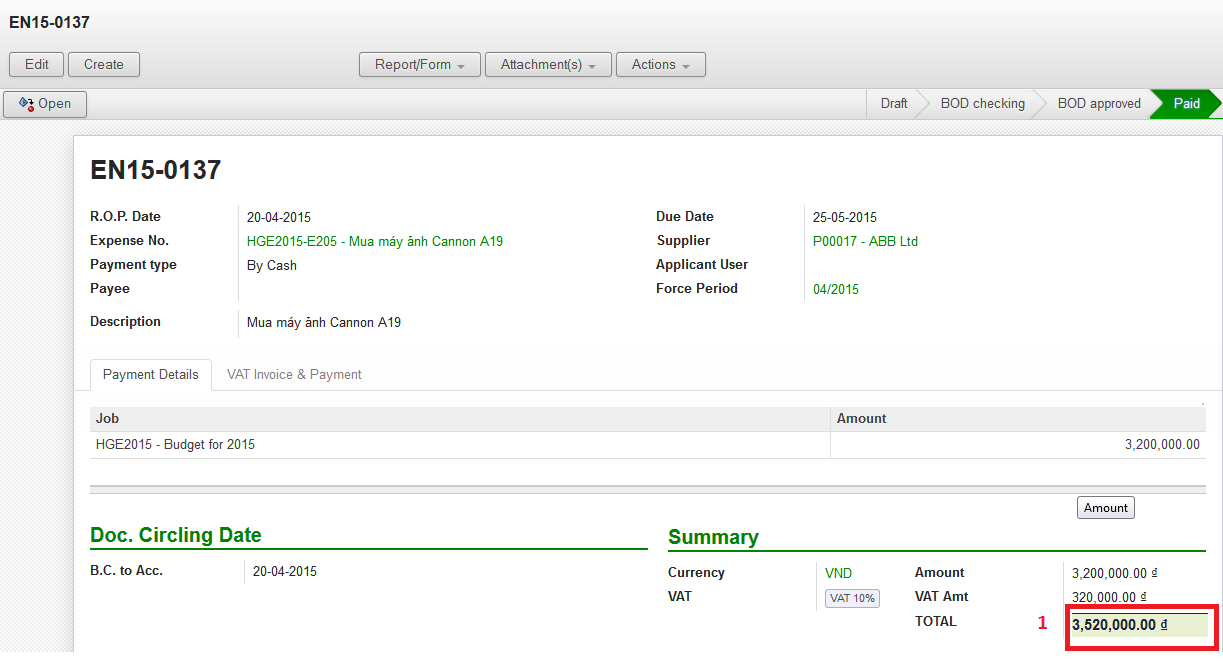 EN15-0137
Edit Create Report/Form Attachment(s) Actions
Open Draft BOD checking BOD approved Paid
EN15-0137
R.O.P. Date 20-04-2015 Due Date 25-05-2015
Expense No. HGE2015-E205 - Mua máy ảnh Cannon A19 Supplier P00017 - ABB Ltd
Payment type By Cash Applicant User
Payee Force Period 04/2015
Description Mua máy ảnh Cannon A19
Payment Details VAT Invoice & Payment
Job Amount
HGE2015 - Budget for 2015 3,200,000.00
Amount
Doc. Circling Date Summary
B.C. to Acc. 20-04-2015 Currency VND Amount 3,200,000.00 ₫
VAT VAT 10% VAT Amt 320,000.00 ₫
TOTAL 1 3,520,000.00 ₫